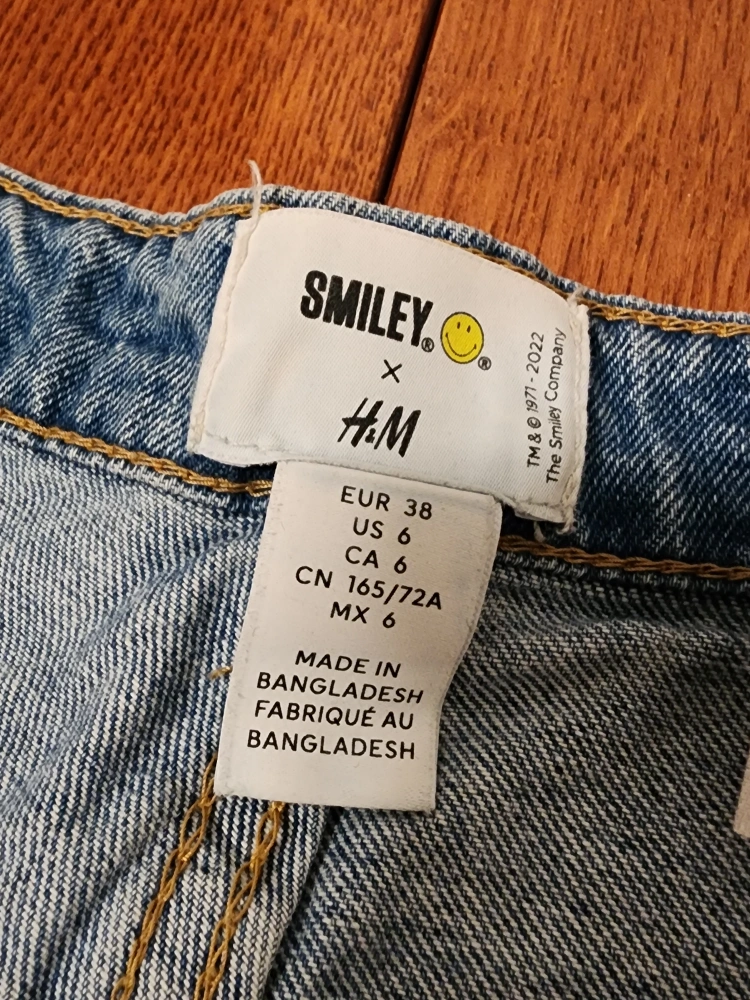 SMILEY®
®
×
H&M
TM & © 1971 - 2022
The Smiley Company
EUR 38
US 6
CA 6
CN 165/72A
MX 6
MADE IN
BANGLADESH
FABRIQUÉ AU
BANGLADESH